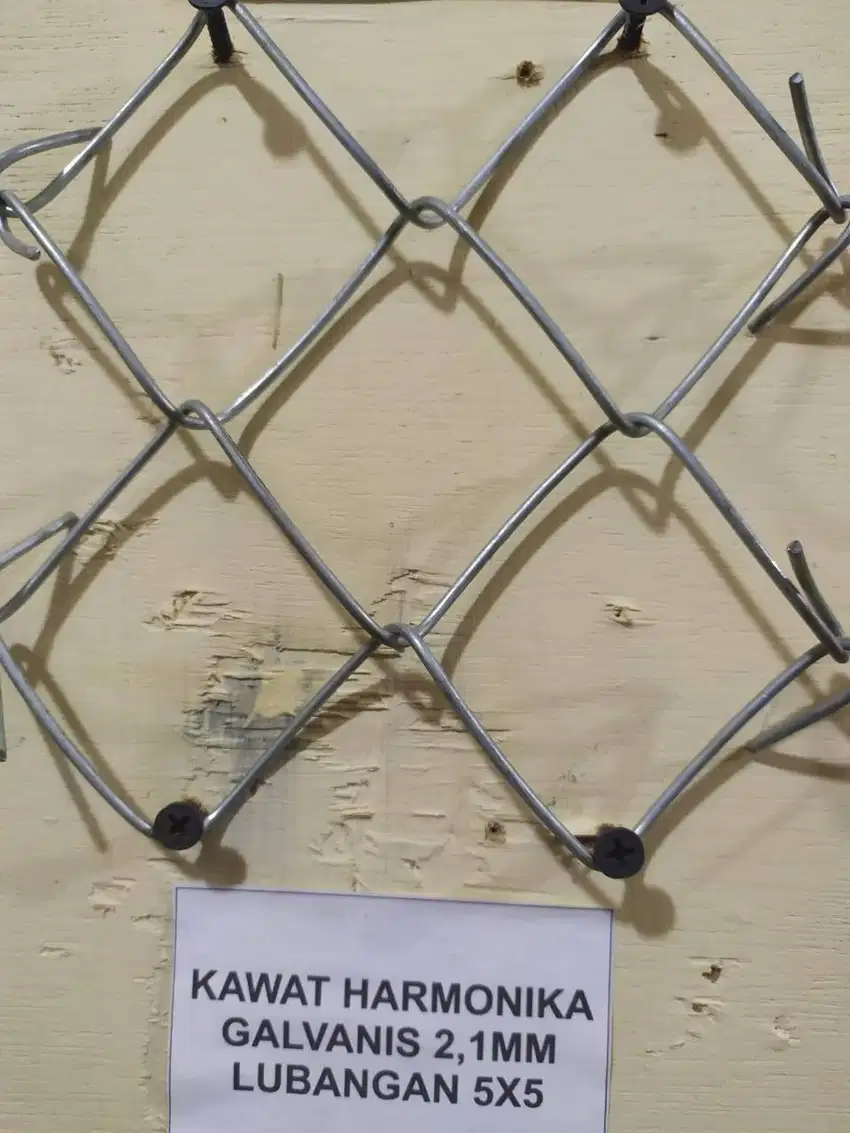 KAWAT HARMONIKA
GALVANIS 2,1MM
LUBANGAN 5X5